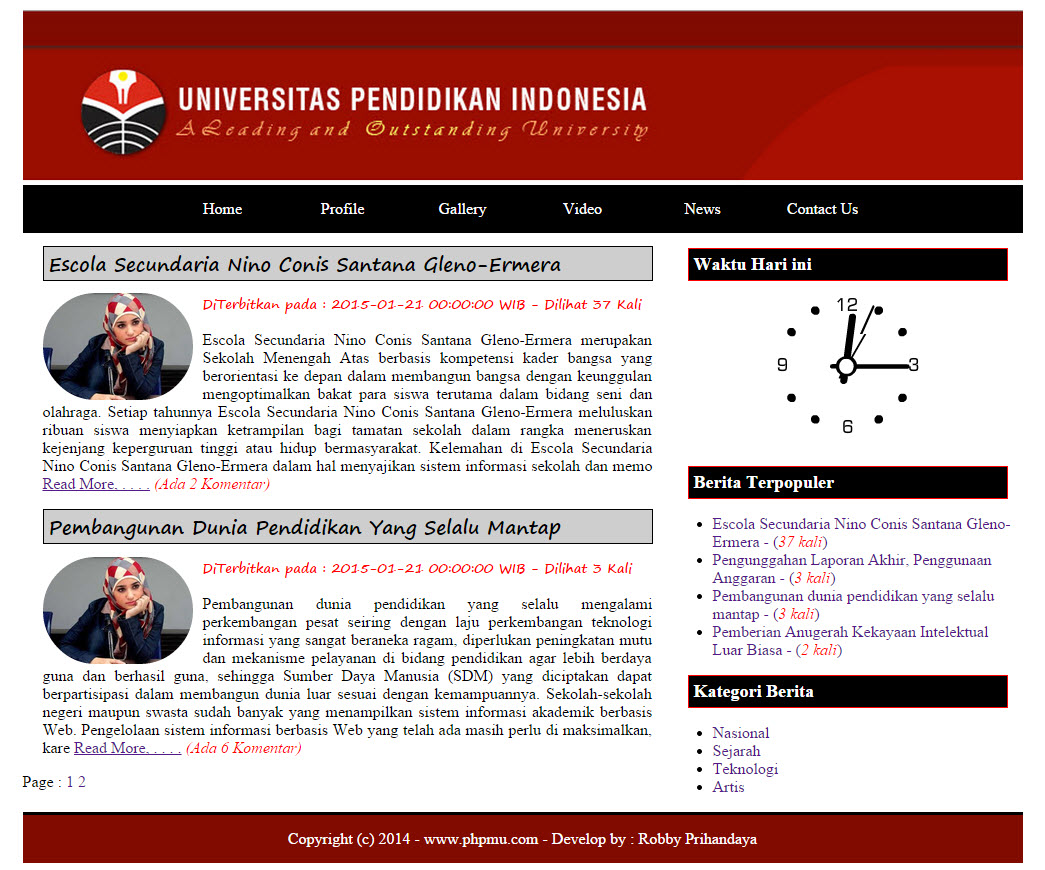 UNIVERSITAS PENDIDIKAN INDONESIA
A Leading and Outstanding University
Home Profile Gallery Video News Contact Us
Escola Secundaria Nino Conis Santana Gleno-Ermera
DiTerbitkan pada : 2015-01-21 00:00:00 WIB - Dilihat 37 Kali
Escola Secundaria Nino Conis Santana Gleno-Ermera merupakan
Sekolah Menengah Atas berbasis kompetensi kader bangsa yang
berorientasi ke depan dalam membangun bangsa dengan keunggulan
mengoptimalkan bakat para siswa terutama dalam bidang seni dan
olahraga. Setiap tahunnya Escola Secundaria Nino Conis Santana Gleno-Ermera meluluskan
ribuan siswa menyiapkan ketrampilan bagi tamatan sekolah dalam rangka meneruskan
kejenjang keperguruan tinggi atau hidup bermasyarakat. Kelemahan di Escola Secundaria
Nino Conis Santana Gleno-Ermera dalam hal menyajikan sistem informasi sekolah dan memo
Read More. . . . . (Ada 2 Komentar)
Pembangunan Dunia Pendidikan Yang Selalu Mantap
DiTerbitkan pada : 2015-01-21 00:00:00 WIB - Dilihat 3 Kali
Pembangunan dunia pendidikan yang selalu mengalami
perkembangan pesat seiring dengan laju perkembangan teknologi
informasi yang sangat beraneka ragam, diperlukan peningkatan mutu
dan mekanisme pelayanan di bidang pendidikan agar lebih berdaya
guna dan berhasil guna, sehingga Sumber Daya Manusia (SDM) yang diciptakan dapat
berpartisipasi dalam membangun dunia luar sesuai dengan kemampuannya. Sekolah-sekolah
negeri maupun swasta sudah banyak yang menampilkan sistem informasi akademik berbasis
Web. Pengelolaan sistem informasi berbasis Web yang telah ada masih perlu di maksimalkan,
kare Read More. . . . . (Ada 6 Komentar)
Page : 1 2
Waktu Hari ini
12
9 3
6
Berita Terpopuler
Escola Secundaria Nino Conis Santana Gleno-
Ermera - (37 kali)
Pengunggahan Laporan Akhir, Penggunaan
Anggaran - (3 kali)
Pembangunan dunia pendidikan yang selalu
mantap - (3 kali)
Pemberian Anugerah Kekayaan Intelektual
Luar Biasa - (2 kali)
Kategori Berita
Nasional
Sejarah
Teknologi
Artis
Copyright (c) 2014 - www.phpmu.com - Develop by : Robby Prihandaya